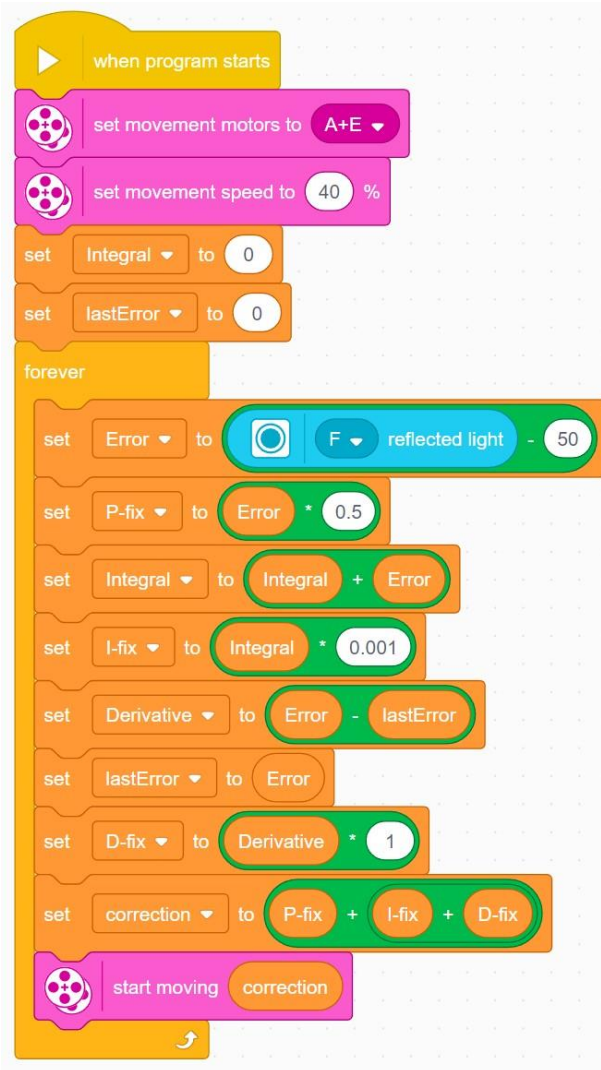 when program starts
set movement motors to A+E
set movement speed to 40 %
set Integral to 0
set lastError to 0
forever
set Error to F reflected light - 50
set P-fix to Error * 0.5
set Integral to Integral + Error
set I-fix to Integral * 0.001
set Derivative to Error - lastError
set lastError to Error
set D-fix to Derivative * 1
set correction to P-fix + I-fix + D-fix
start moving correction